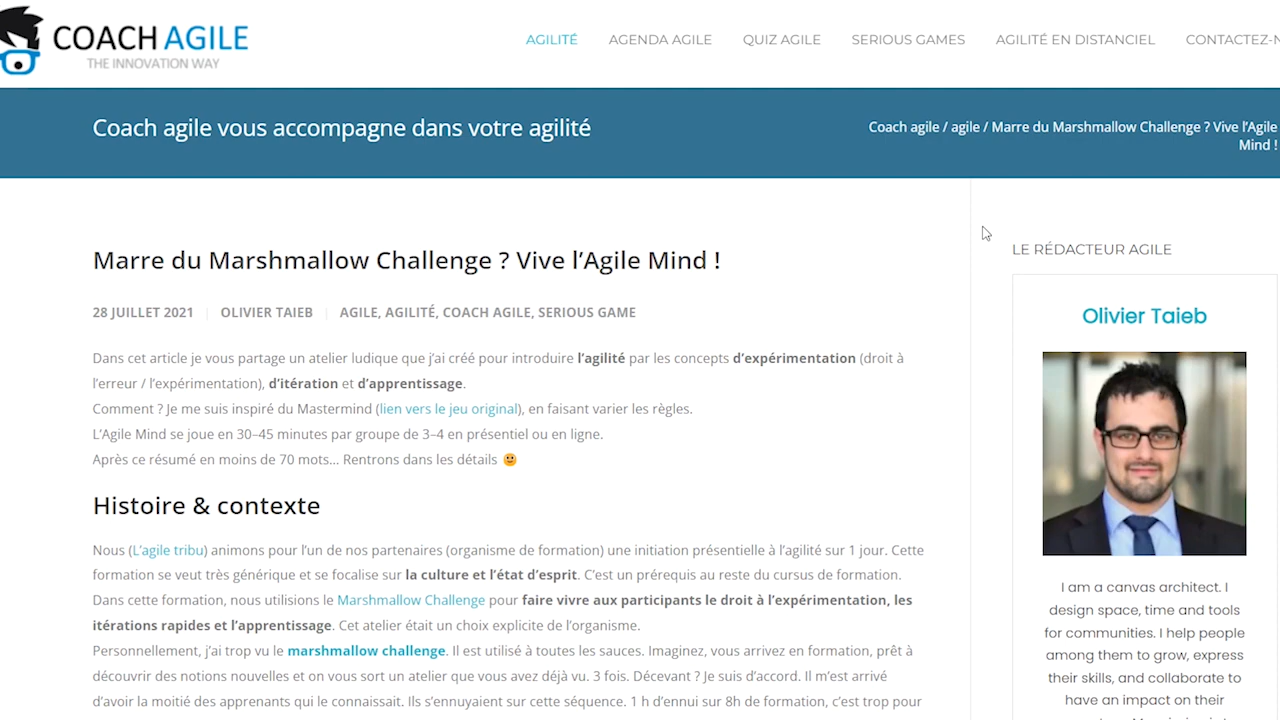 COACH AGILE
THE INNOVATION WAY
AGILITÉ AGENDA AGILE QUIZ AGILE SERIOUS GAMES AGILITÉ EN DISTANCIEL CONTACTEZ-N
Coach agile vous accompagne dans votre agilité
Coach agile / agile / Marre du Marshmallow Challenge ? Vive l’Agile
Mind !
Marre du Marshmallow Challenge ? Vive l’Agile Mind !
28 JUILLET 2021 OLIVIER TAIEB AGILE, AGILITÉ, COACH AGILE, SERIOUS GAME
Dans cet article je vous partage un atelier ludique que j’ai créé pour introduire l’agilité par les concepts d’expérimentation (droit à
l’erreur / l’expérimentation), d’itération et d’apprentissage.
Comment ? Je me suis inspiré du Mastermind (lien vers le jeu original), en faisant varier les règles.
L’Agile Mind se joue en 30–45 minutes par groupe de 3–4 en présentiel ou en ligne.
Après ce résumé en moins de 70 mots… Rentrons dans les détails 🙂
Histoire & contexte
Nous (L’agile tribu) animons pour l’un de nos partenaires (organisme de formation) une initiation présentielle à l’agilité sur 1 jour. Cette
formation se veut très générique et se focalise sur la culture et l’état d’esprit. C’est un prérequis au reste du cursus de formation.
Dans cette formation, nous utilisions le Marshmallow Challenge pour faire vivre aux participants le droit à l’expérimentation, les
itérations rapides et l’apprentissage. Cet atelier était un choix explicite de l’organisme.
Personnellement, j’ai trop vu le marshmallow challenge. Il est utilisé à toutes les sauces. Imaginez, vous arrivez en formation, prêt à
découvrir des notions nouvelles et on vous sort un atelier que vous avez déjà vu. 3 fois. Décevant ? Je suis d’accord. Il m’est arrivé
d’avoir la moitié des apprenants qui le connaissait. Ils s’ennuyaient sur cette séquence. 1 h d’ennui sur 8h de formation, c’est trop pour
LE RÉDACTEUR AGILE
Olivier Taieb
I am a canvas architect. I
design space, time and tools
for communities. I help people
among them to grow, express
their skills, and collaborate to
have an impact on their